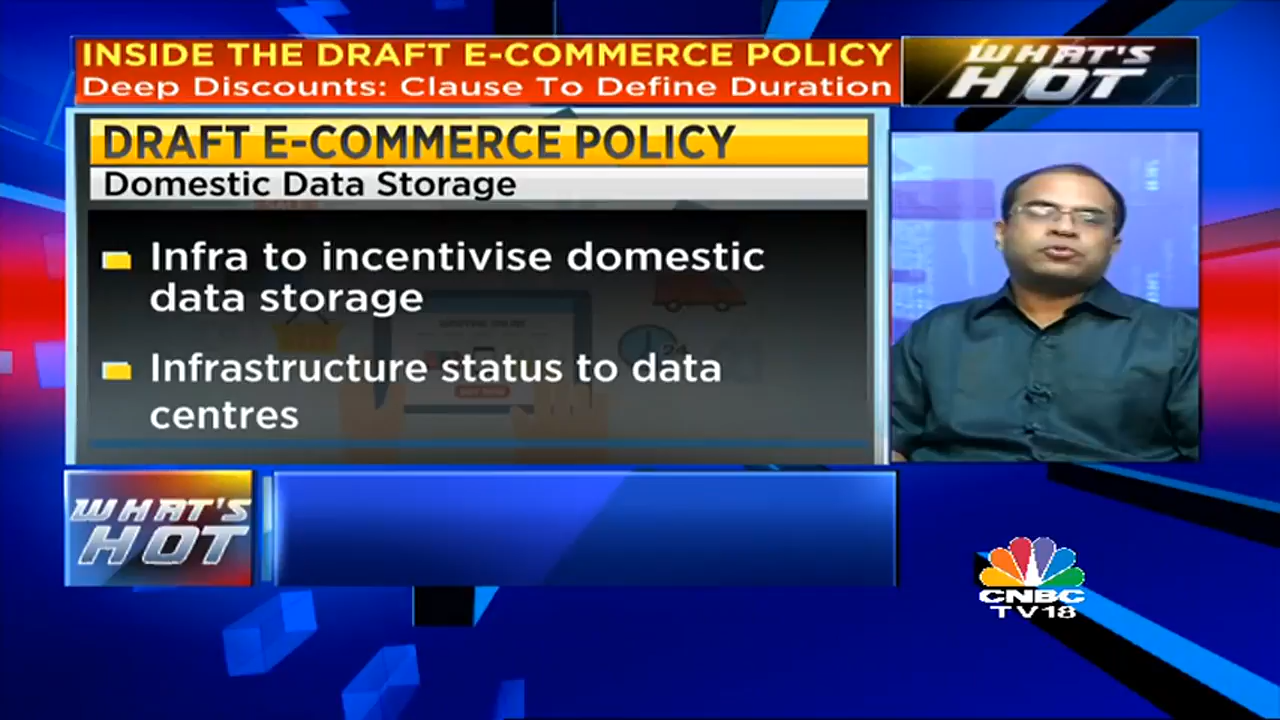 INSIDE THE DRAFT E-COMMERCE POLICY
Deep Discounts: Clause To Define Duration
WHAT'S
HOT
DRAFT E-COMMERCE POLICY
Domestic Data Storage
Infra to incentivise domestic
data storage
Infrastructure status to data
centres
WHAT'S
HOT
CNBC
TV18